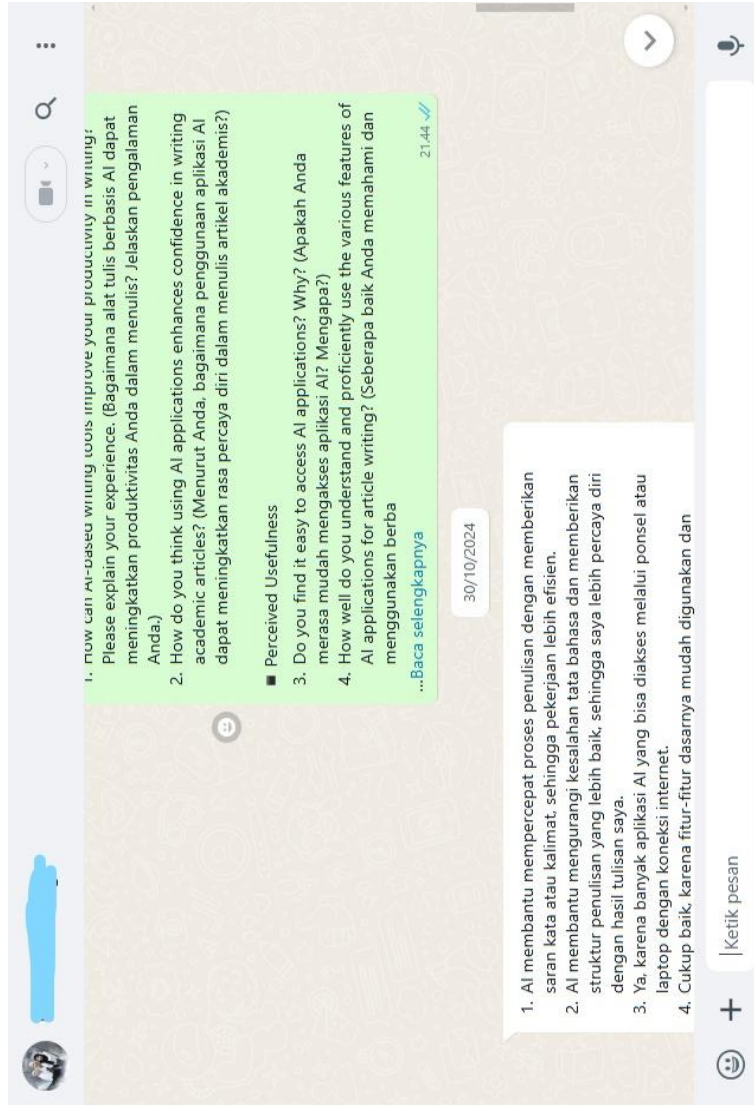 1. How can AI-based writing tools improve your productivity in writing?
Please explain your experience. (Bagaimana alat tulis berbasis AI dapat
meningkatkan produktivitas Anda dalam menulis? Jelaskan pengalaman
Anda.)
2. How do you think using AI applications enhances confidence in writing
academic articles? (Menurut Anda, bagaimana penggunaan aplikasi AI
dapat meningkatkan rasa percaya diri dalam menulis artikel akademis?)
■ Perceived Usefulness
3. Do you find it easy to access AI applications? Why? (Apakah Anda
merasa mudah mengakses aplikasi AI? Mengapa?)
4. How well do you understand and proficiently use the various features of
AI applications for article writing? (Seberapa baik Anda memahami dan
menggunakan berba
...Baca selengkapnya
21.44
30/10/2024
1. AI membantu mempercepat proses penulisan dengan memberikan
saran kata atau kalimat, sehingga pekerjaan lebih efisien.
2. AI membantu mengurangi kesalahan tata bahasa dan memberikan
struktur penulisan yang lebih baik, sehingga saya lebih percaya diri
dengan hasil tulisan saya.
3. Ya, karena banyak aplikasi AI yang bisa diakses melalui ponsel atau
laptop dengan koneksi internet.
4. Cukup baik, karena fitur-fitur dasarnya mudah digunakan dan
Ketik pesan